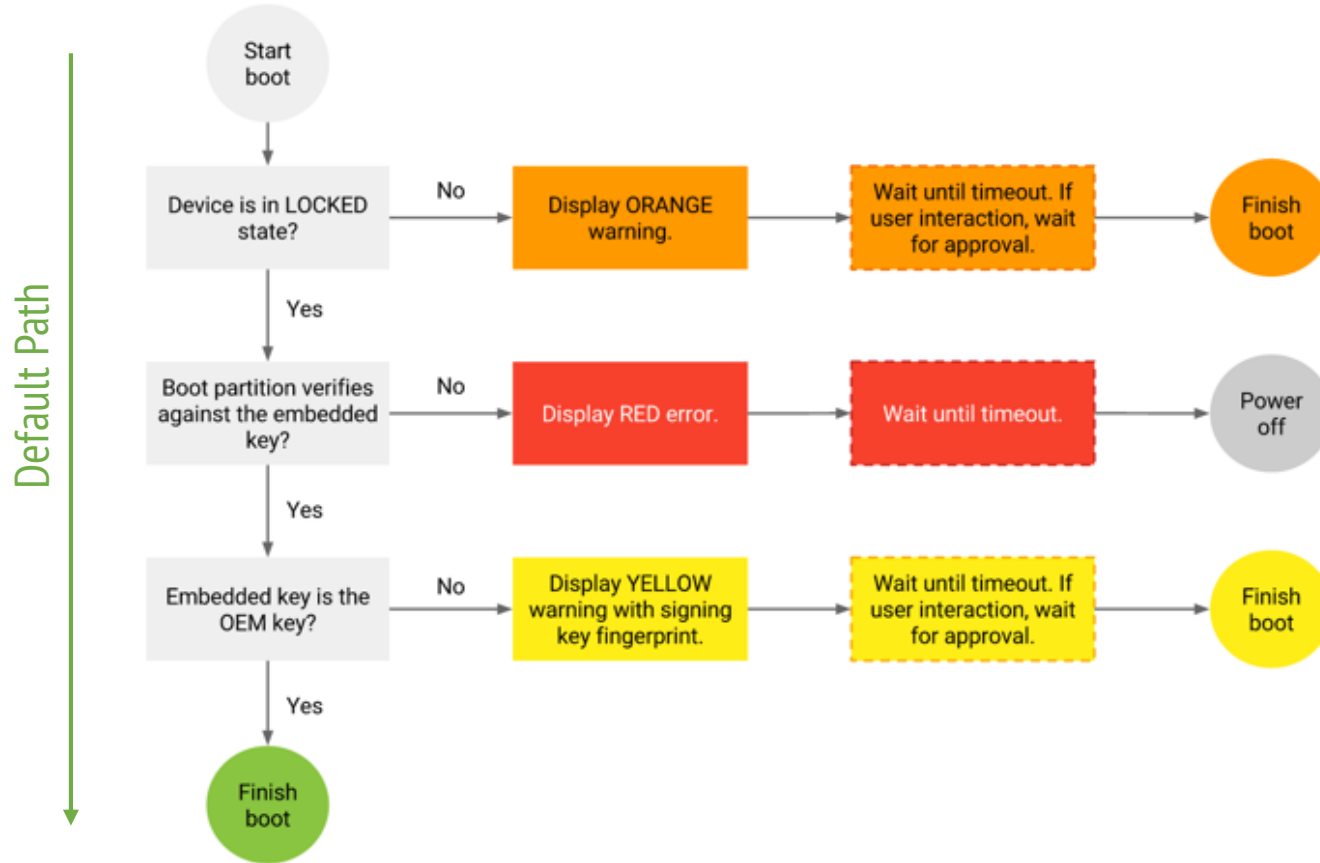 Start
boot
Device is in LOCKED
state?
No
Display ORANGE
warning.
Wait until timeout. If
user interaction, wait
for approval.
Finish
boot
Yes
Default Path
Boot partition verifies
against the embedded
key?
No
Display RED error.
Wait until timeout.
Power
off
Yes
Embedded key is the
OEM key?
No
Display YELLOW
warning with signing
key fingerprint.
Wait until timeout. If
user interaction, wait
for approval.
Finish
boot
Yes
Finish
boot